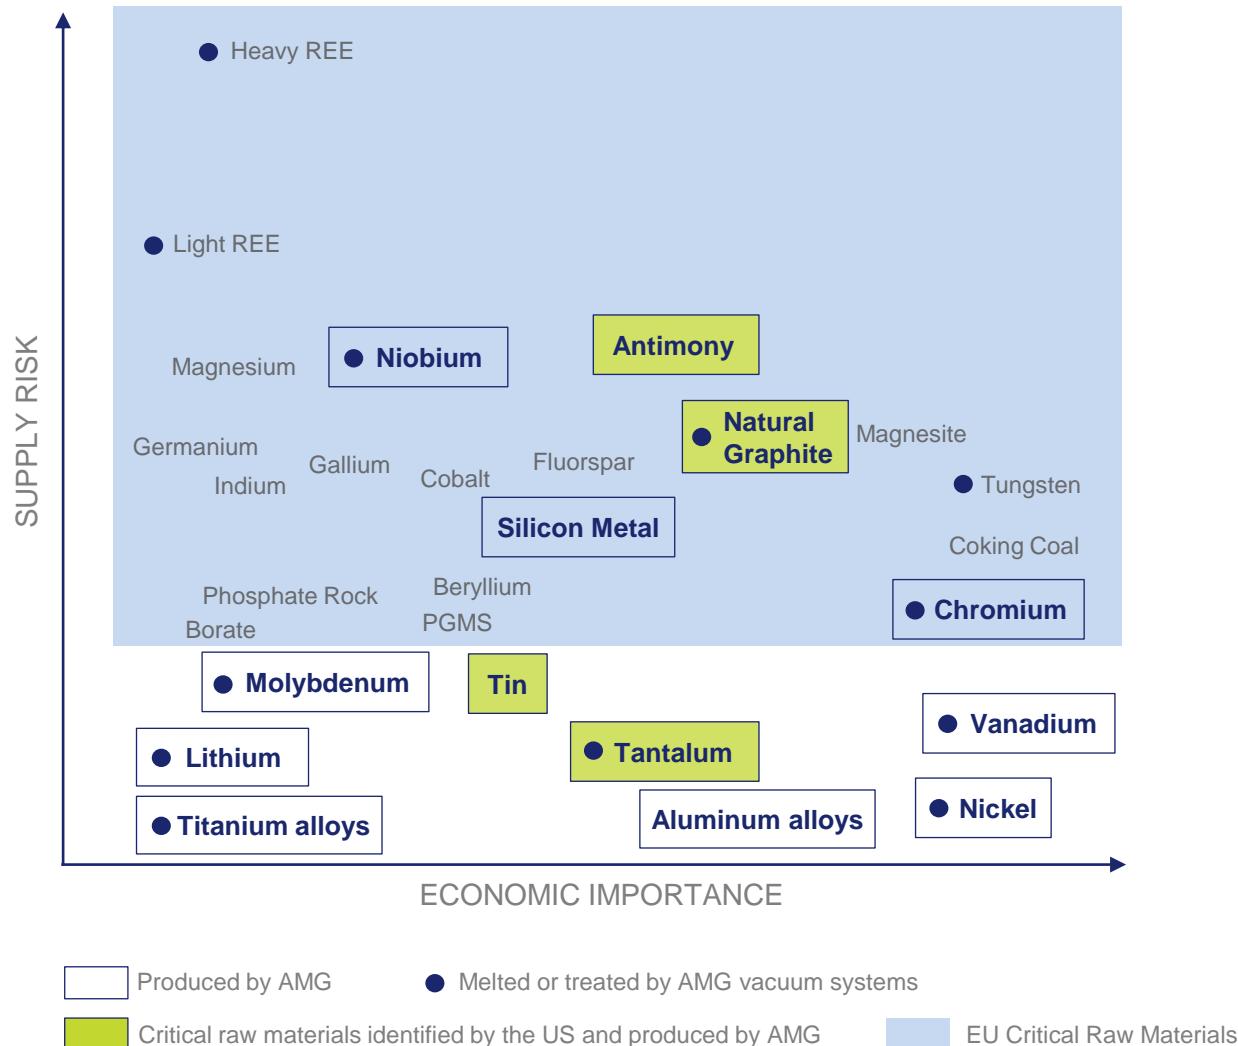 Heavy REE
Light REE
Niobium
Antimony
Magnesium
Natural
Graphite
Magnesite
Germanium
Gallium
Fluorspar
Cobalt
Indium
Tungsten
Silicon Metal
Coking Coal
Beryllium
Phosphate Rock
Chromium
PGMS
Borate
Molybdenum
Tin
Vanadium
Lithium
Tantalum
Titanium alloys
Aluminum alloys
Nickel
SUPPLY RISK
ECONOMIC IMPORTANCE
Produced by AMG
Melted or treated by AMG vacuum systems
Critical raw materials identified by the US and produced by AMG
EU Critical Raw Materials